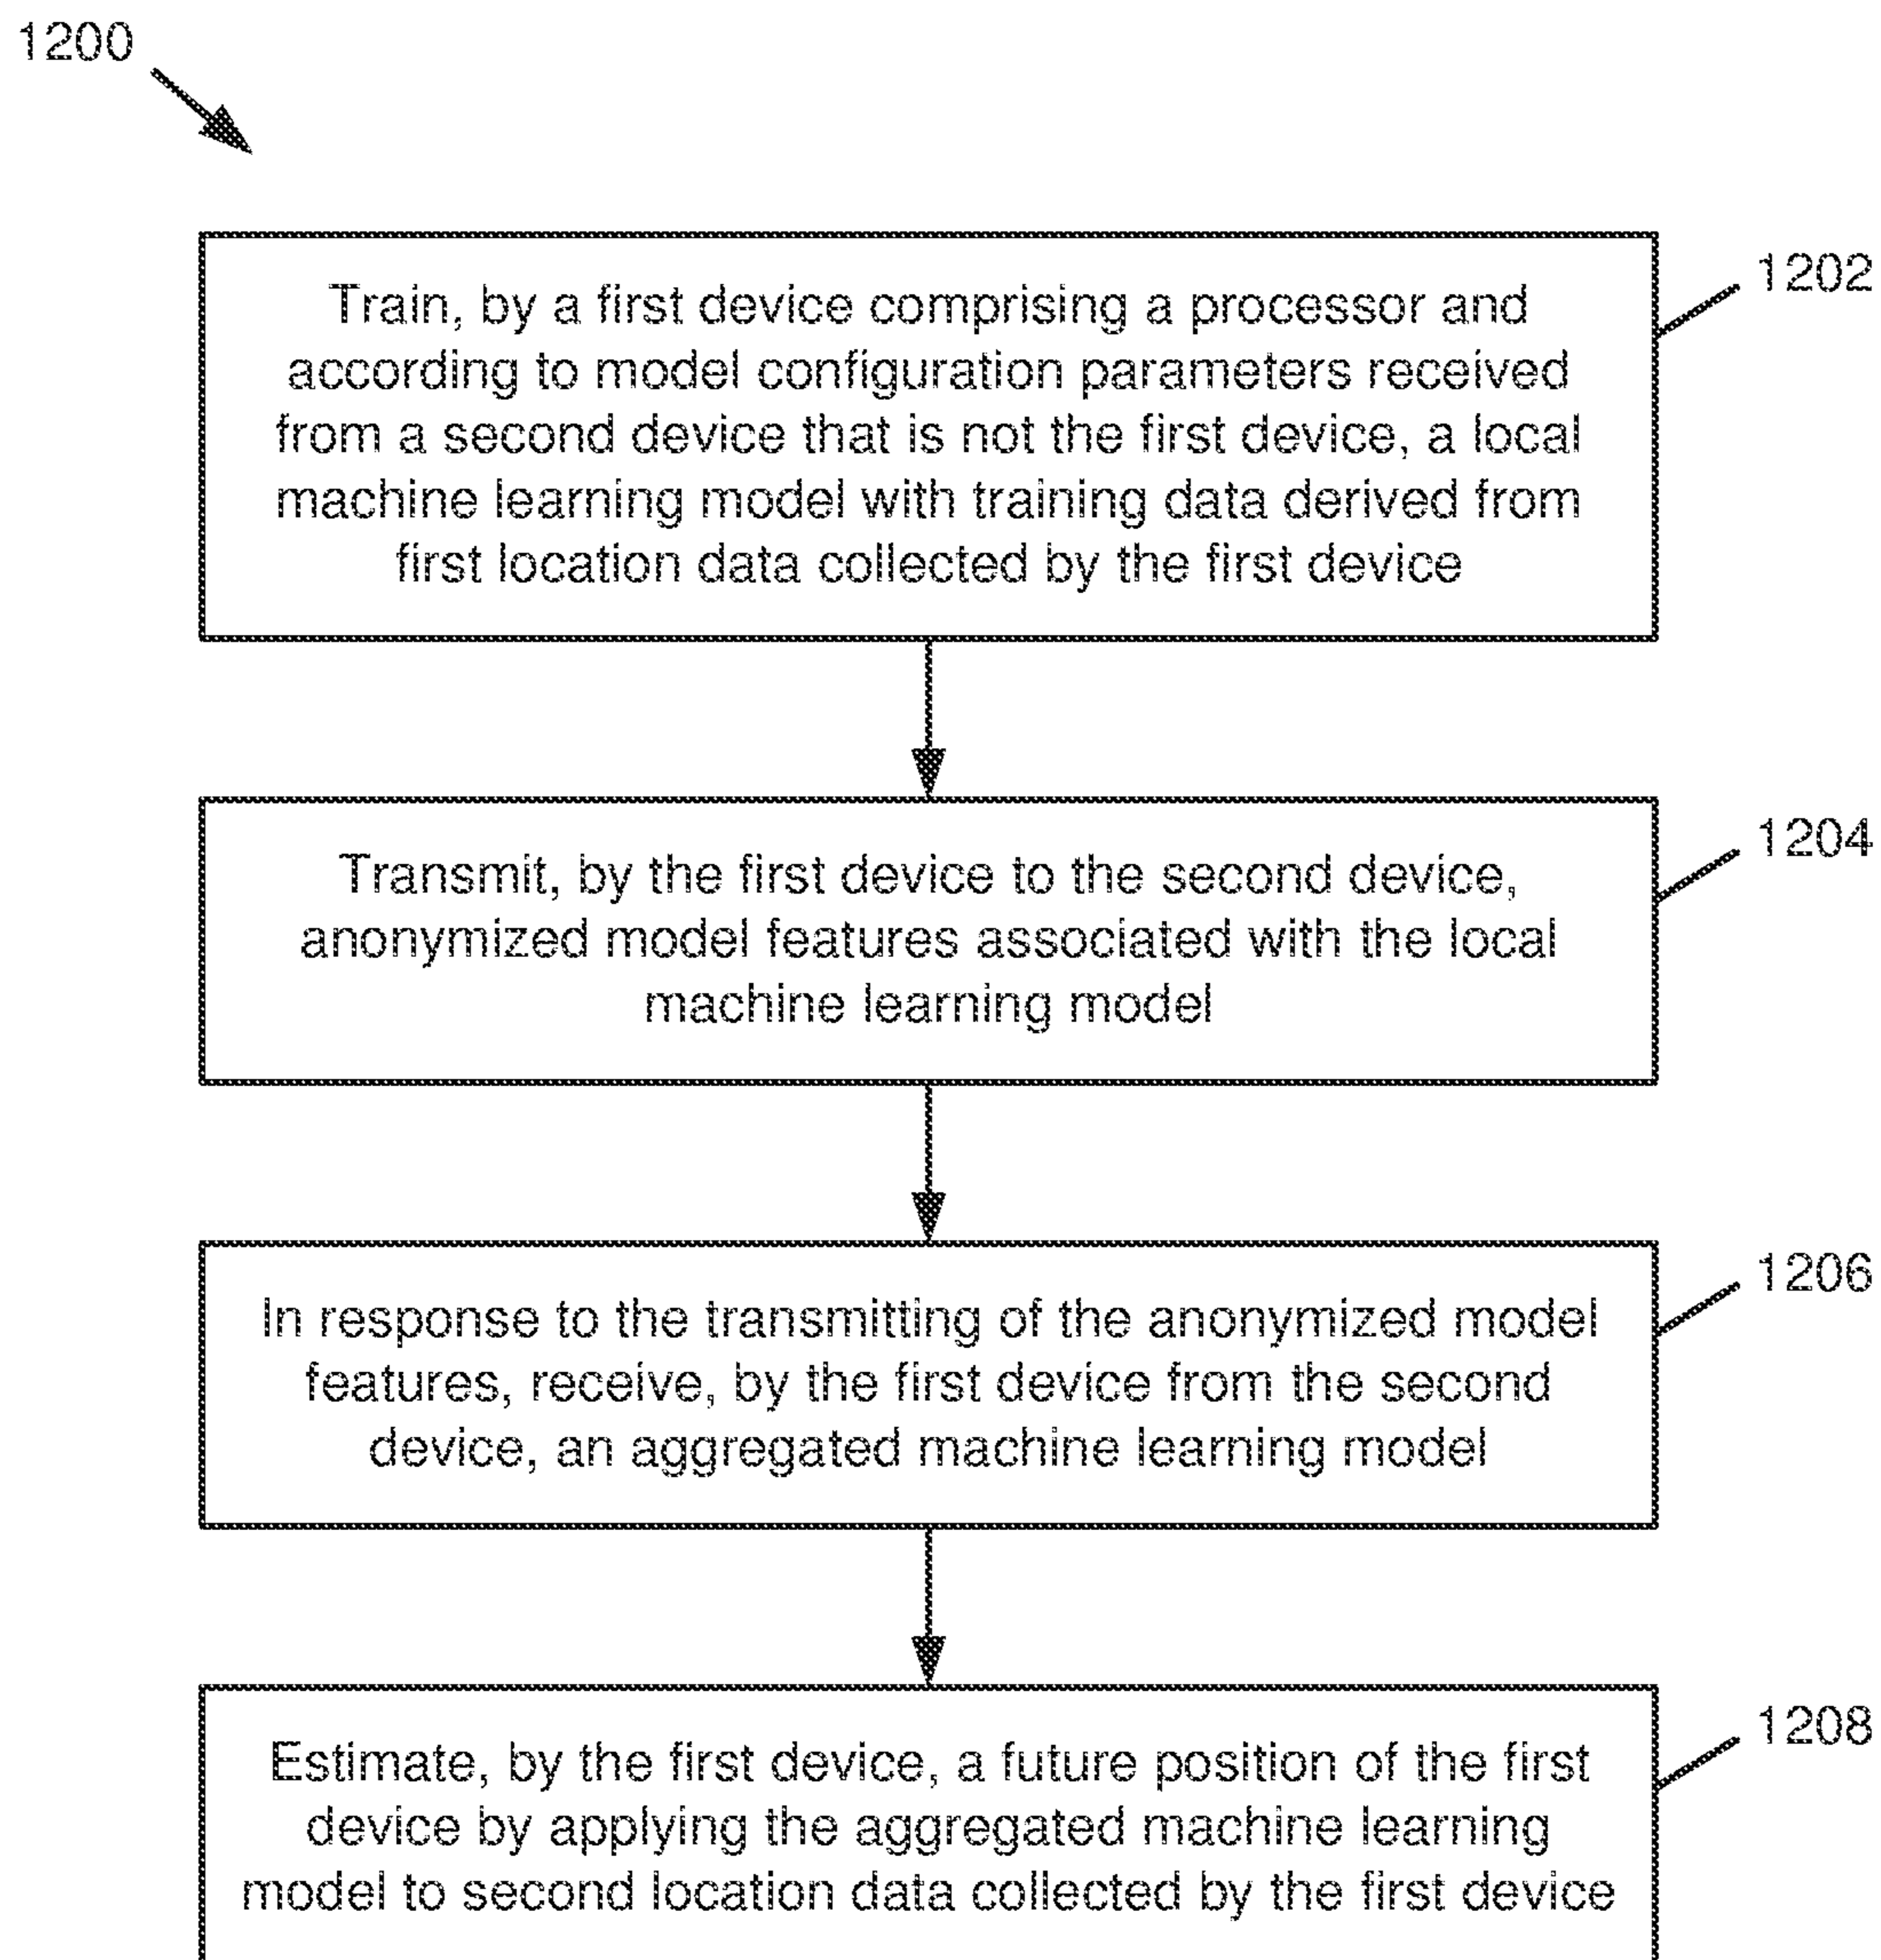 1200
1202
Train, by a first device comprising a processor and
according to model configuration parameters received
from a second device that is not the first device, a local
machine learning model with training data derived from
first location data collected by the first device
1204
Transmit, by the first device to the second device,
anonymized model features associated with the local
machine learning model
1206
In response to the transmitting of the anonymized model
features, receive, by the first device from the second
device, an aggregated machine learning model
1208
Estimate, by the first device, a future position of the first
device by applying the aggregated machine learning
model to second location data collected by the first device